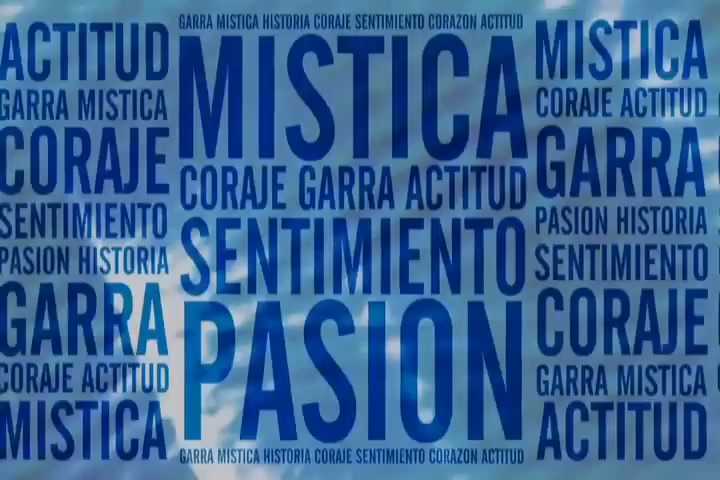 ACTITUD
GARRA MISTICA
CORAJE
SENTIMIENTO
PASION HISTORIA
GARRA
CORAJE ACTITUD
MISTICA
GARRA MISTICA HISTORIA CORAJE SENTIMIENTO CORAZON ACTITUD
MISTICA
CORAJE GARRA ACTITUD
SENTIMIENTO
PASION
GARRA MISTICA HISTORIA CORAJE SENTIMIENTO CORAZON ACTITUD
MISTICA
CORAJE ACTITUD
GARRA
PASION HISTORIA
SENTIMIENTO
CORAJE
GARRA MISTICA
ACTITUD